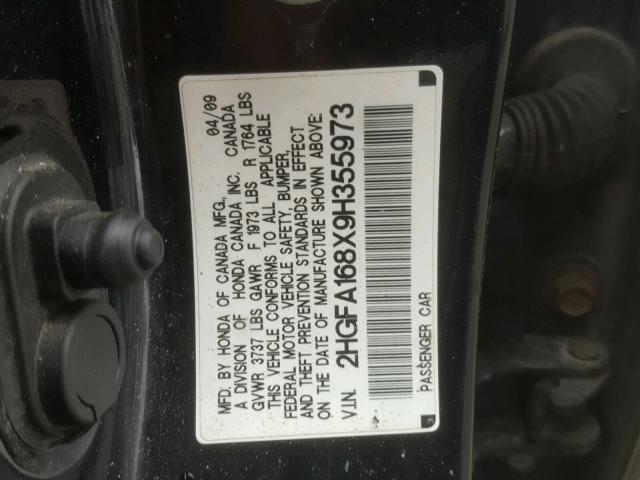 MFD. BY HONDA OF CANADA MFG. 04/09
A DIVISION OF HONDA CANADA INC. CANADA
GVWR 3737 LBS GAWR F 1973 LBS R 1764 LBS
THIS VEHICLE CONFORMS TO ALL APPLICABLE
FEDERAL MOTOR VEHICLE SAFETY, BUMPER,
AND THEFT PREVENTION STANDARDS IN EFFECT
ON THE DATE OF MANUFACTURE SHOWN ABOVE.
V.I.N. 2HGFA168X9H355973
PASSENGER CAR